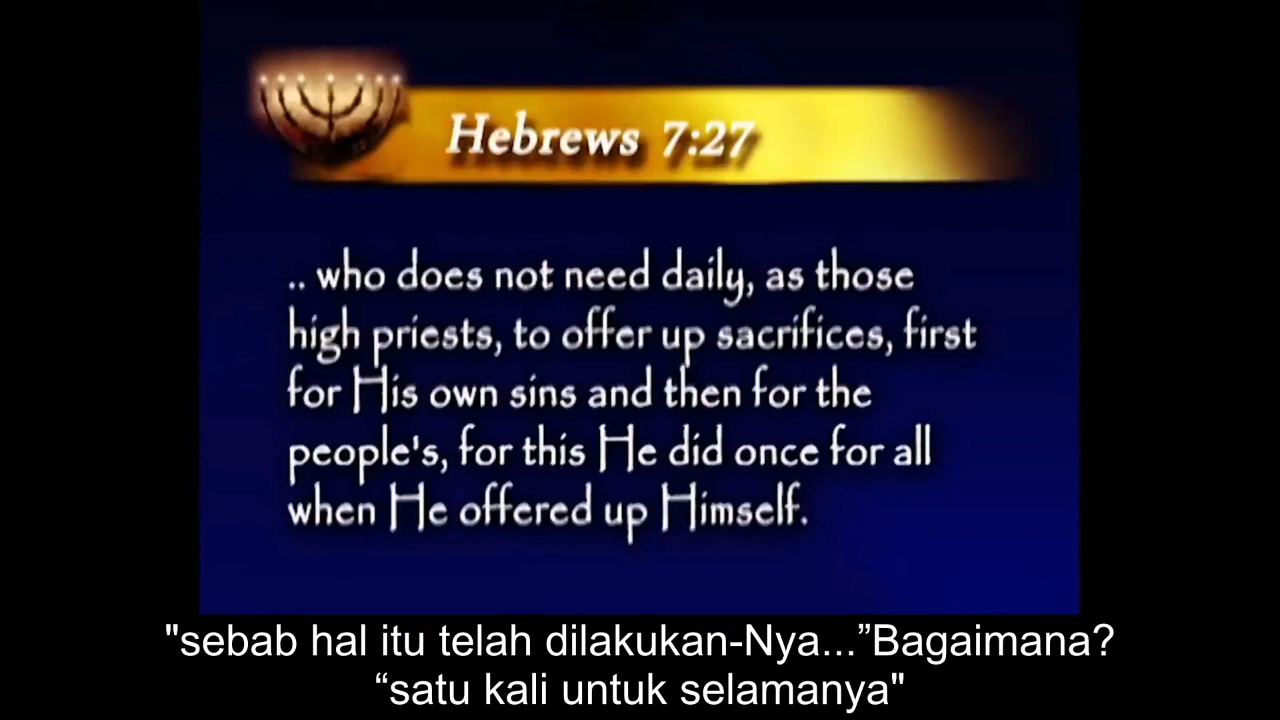 Hebrews 7:27
.. who does not need daily, as those
high priests, to offer up sacrifices, first
for His own sins and then for the
people's, for this He did once for all
when He offered up Himself.
"sebab hal itu telah dilakukan-Nya...”Bagaimana?
“satu kali untuk selamanya"